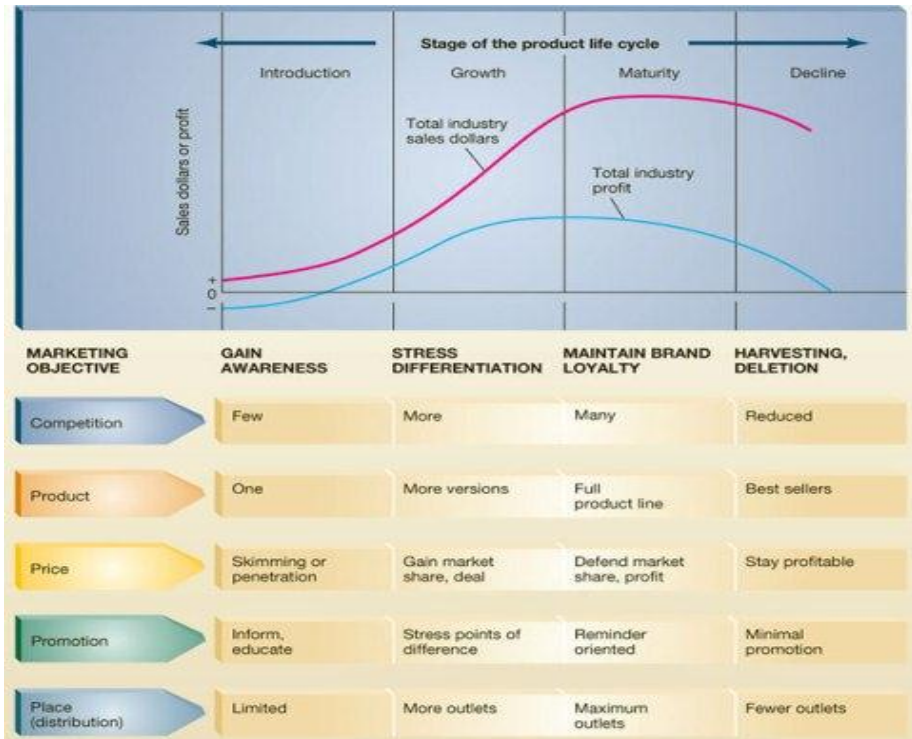 Stage of the product life cycle
Introduction
Growth
Maturity
Decline
Sales dollars or profit
Total industry
sales dollars
Total industry
profit
+
0
–
MARKETING
OBJECTIVE
GAIN
AWARENESS
STRESS
DIFFERENTIATION
MAINTAIN BRAND
LOYALTY
HARVESTING,
DELETION
Competition
Few
More
Many
Reduced
Product
One
More versions
Full
product line
Best sellers
Price
Skimming or
penetration
Gain market
share, deal
Defend market
share, profit
Stay profitable
Promotion
Inform,
educate
Stress points of
difference
Reminder
oriented
Minimal
promotion
Place
(distribution)
Limited
More outlets
Maximum
outlets
Fewer outlets